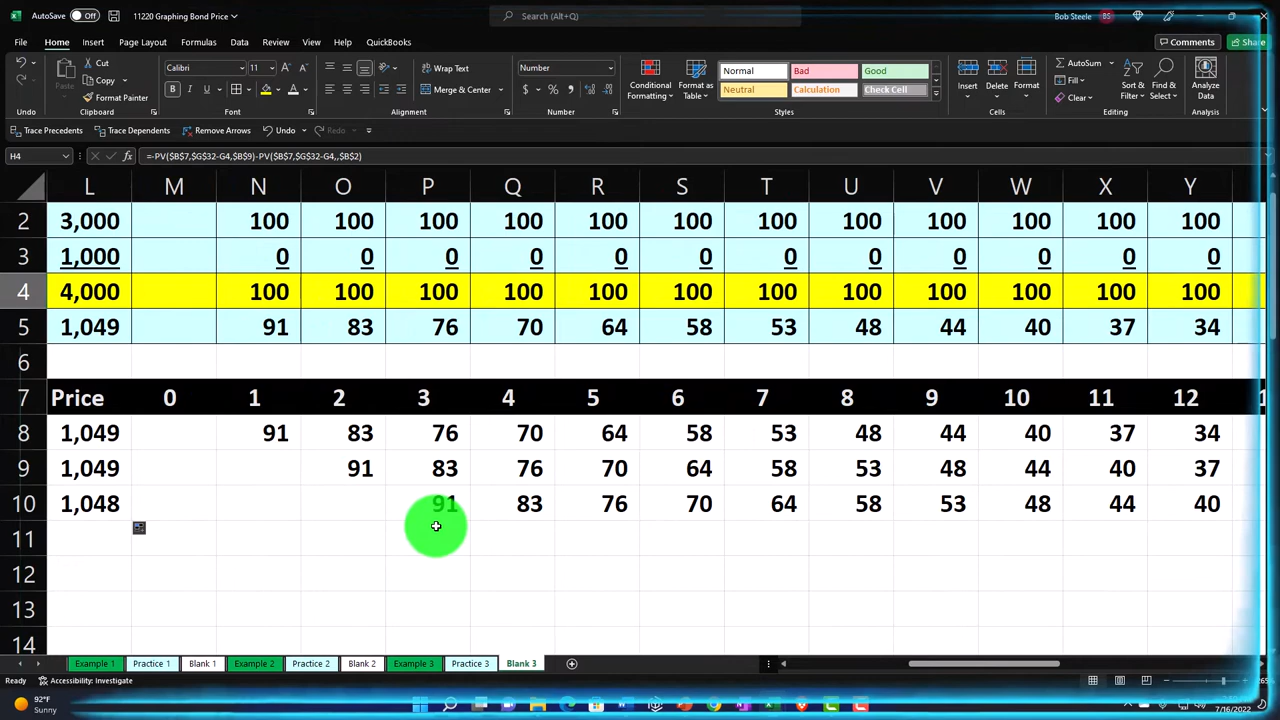 AutoSave Off 11220 Graphing Bond Price Search (Alt+Q) Bob Steele BS
File Home Insert Page Layout Formulas Data Review View Help QuickBooks Comments Share
Cut Calibri 11 Wrap Text Number Normal Bad Good AutoSum
Paste Copy Conditional Format as Neutral Calculation Check Cell Insert Delete Format Fill Sort & Find & Analyze
Format Painter Merge & Center Formatting Table Clear Filter Select Data
Undo Clipboard Font Alignment Number Styles Cells Editing Analysis
Trace Precedents Trace Dependents Remove Arrows Undo Redo
H4 fx =-PV($B$7,$G$32-G4,$B$9)-PV($B$7,$G$32-G4,,$B$2)
L M N O P Q R S T U V W X Y
2 3,000 100 100 100 100 100 100 100 100 100 100 100 100
3 1,000 0 0 0 0 0 0 0 0 0 0 0 0
4 4,000 100 100 100 100 100 100 100 100 100 100 100 100
5 1,049 91 83 76 70 64 58 53 48 44 40 37 34
6
7 Price 0 1 2 3 4 5 6 7 8 9 10 11 12 1
8 1,049 91 83 76 70 64 58 53 48 44 40 37 34
9 1,049 91 83 76 70 64 58 53 48 44 40 37
10 1,048 91 83 76 70 64 58 53 48 44 40
11
12
13
14
Example 1 Practice 1 Blank 1 Example 2 Practice 2 Blank 2 Example 3 Practice 3 Blank 3
Ready Accessibility: Investigate
92°F
Sunny 7/16/2022